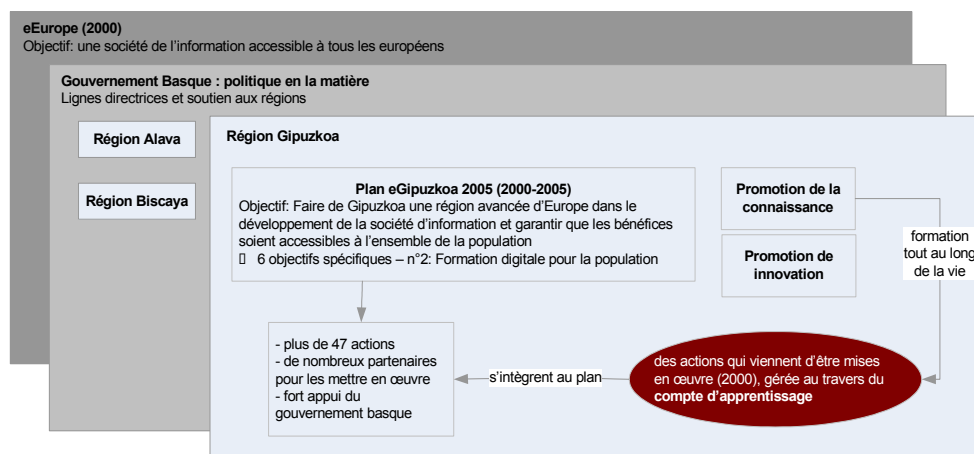 eEurope (2000)
Objectif: une société de l'information accessible à tous les européens
Gouvernement Basque : politique en la matière
Lignes directrices et soutien aux régions
Région Alava
Région Biscaya
Région Gipuzkoa
Plan eGipuzkoa 2005 (2000-2005)
Objectif: Faire de Gipuzkoa une région avancée d'Europe dans le
développement de la société d'information et garantir que les bénéfices
soient accessibles à l'ensemble de la population
▯ 6 objectifs spécifiques – n°2: Formation digitale pour la population
Promotion de la
connaissance
Promotion de
innovation
formation
tout au long
de la vie
- plus de 47 actions
- de nombreux partenaires
pour les mettre en œuvre
- fort appui du
gouvernement basque
s'intègrent au plan
des actions qui viennent d'être mises
en œuvre (2000), gérée au travers du
compte d'apprentissage